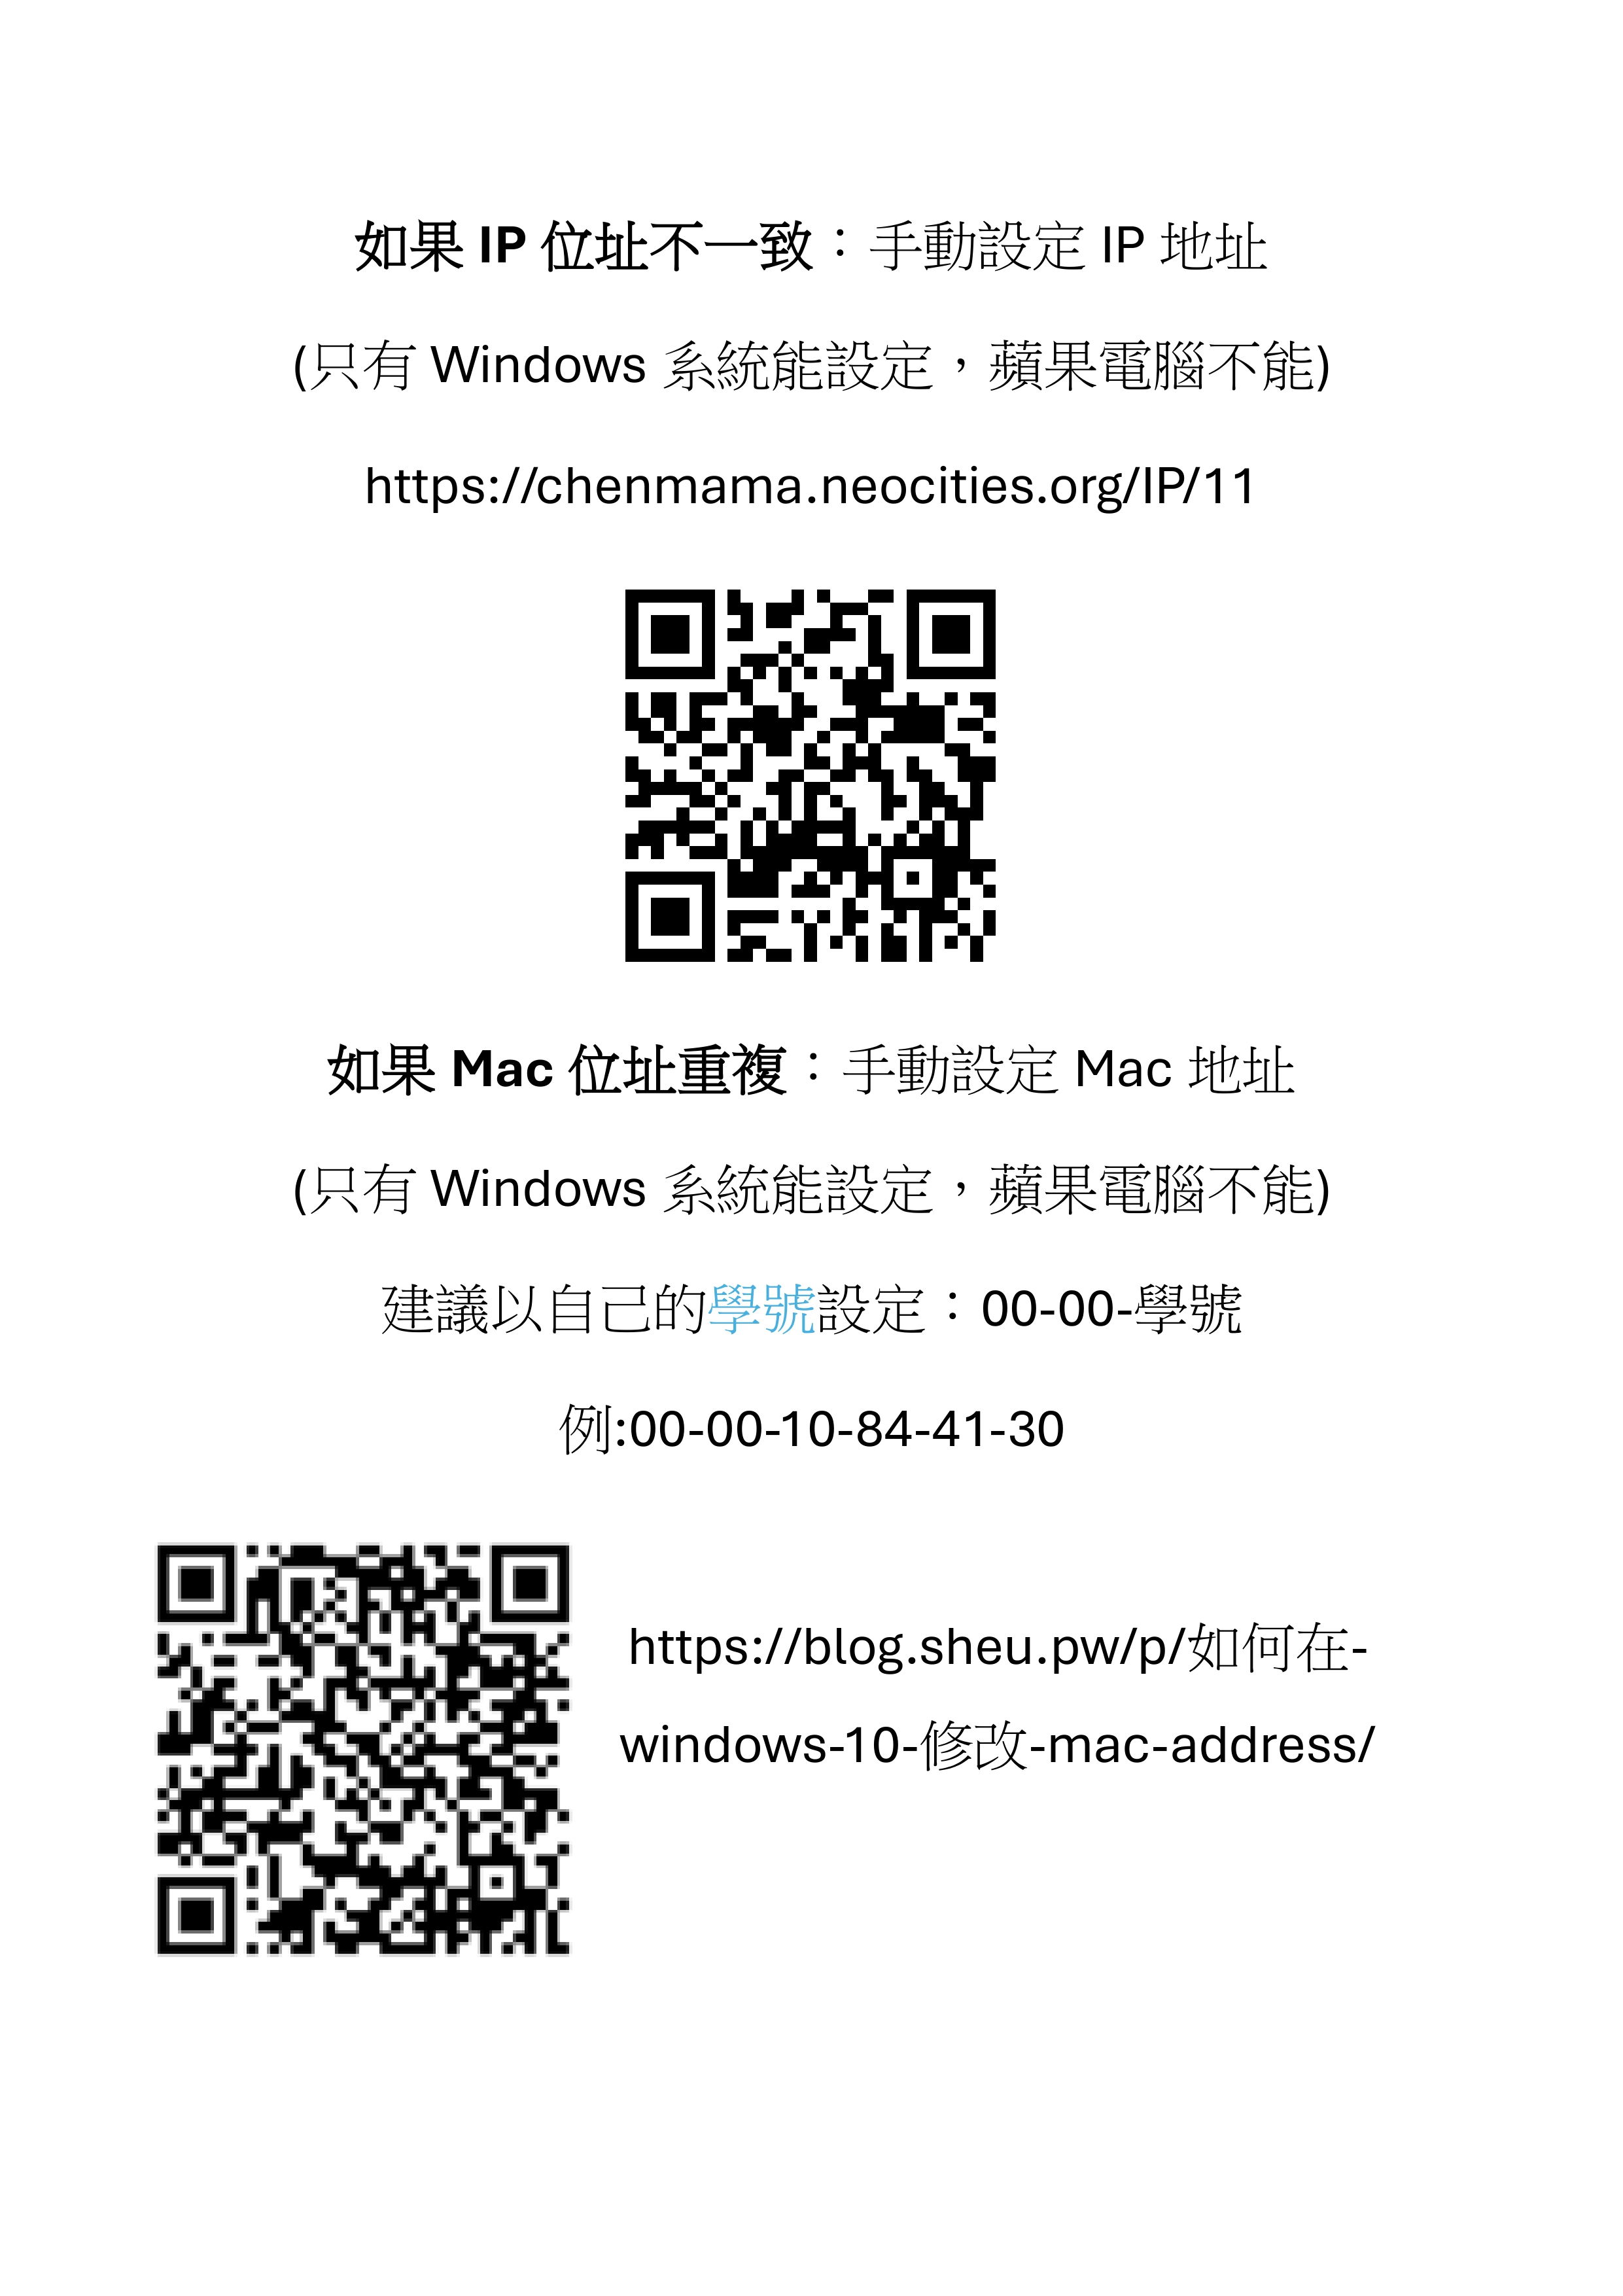 如果 IP 位址不一致：手動設定 IP 地址
(只有 Windows 系統能設定，蘋果電腦不能)
https://chenmama.neocities.org/IP/11
如果 Mac 位址重複：手動設定 Mac 地址
(只有 Windows 系統能設定，蘋果電腦不能)
建議以自己的學號設定：00-00-學號
例:00-00-10-84-41-30
https://blog.sheu.pw/p/如何在-
windows-10-修改-mac-address/